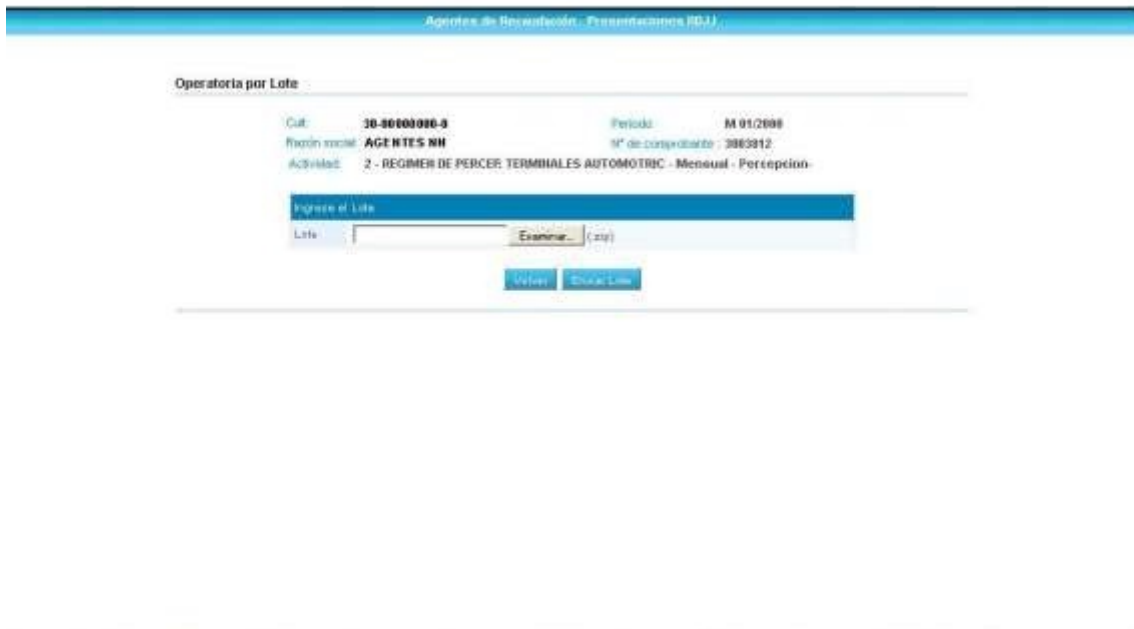 Agentes de Recaudación - Presentaciones DDJJ
Operatoria por Lote
Cuit: 30-00000000-0 Periodo: M 01/2008
Razón social: AGENTES NN Nº de comprobante: 3003012
Actividad: 2 - REGIMEN DE PERCEP. TERMINALES AUTOMOTRIC - Mensual - Percepcion-
Ingrese el Lote
Lote Examinar... (.zip)
Volver Enviar Lote